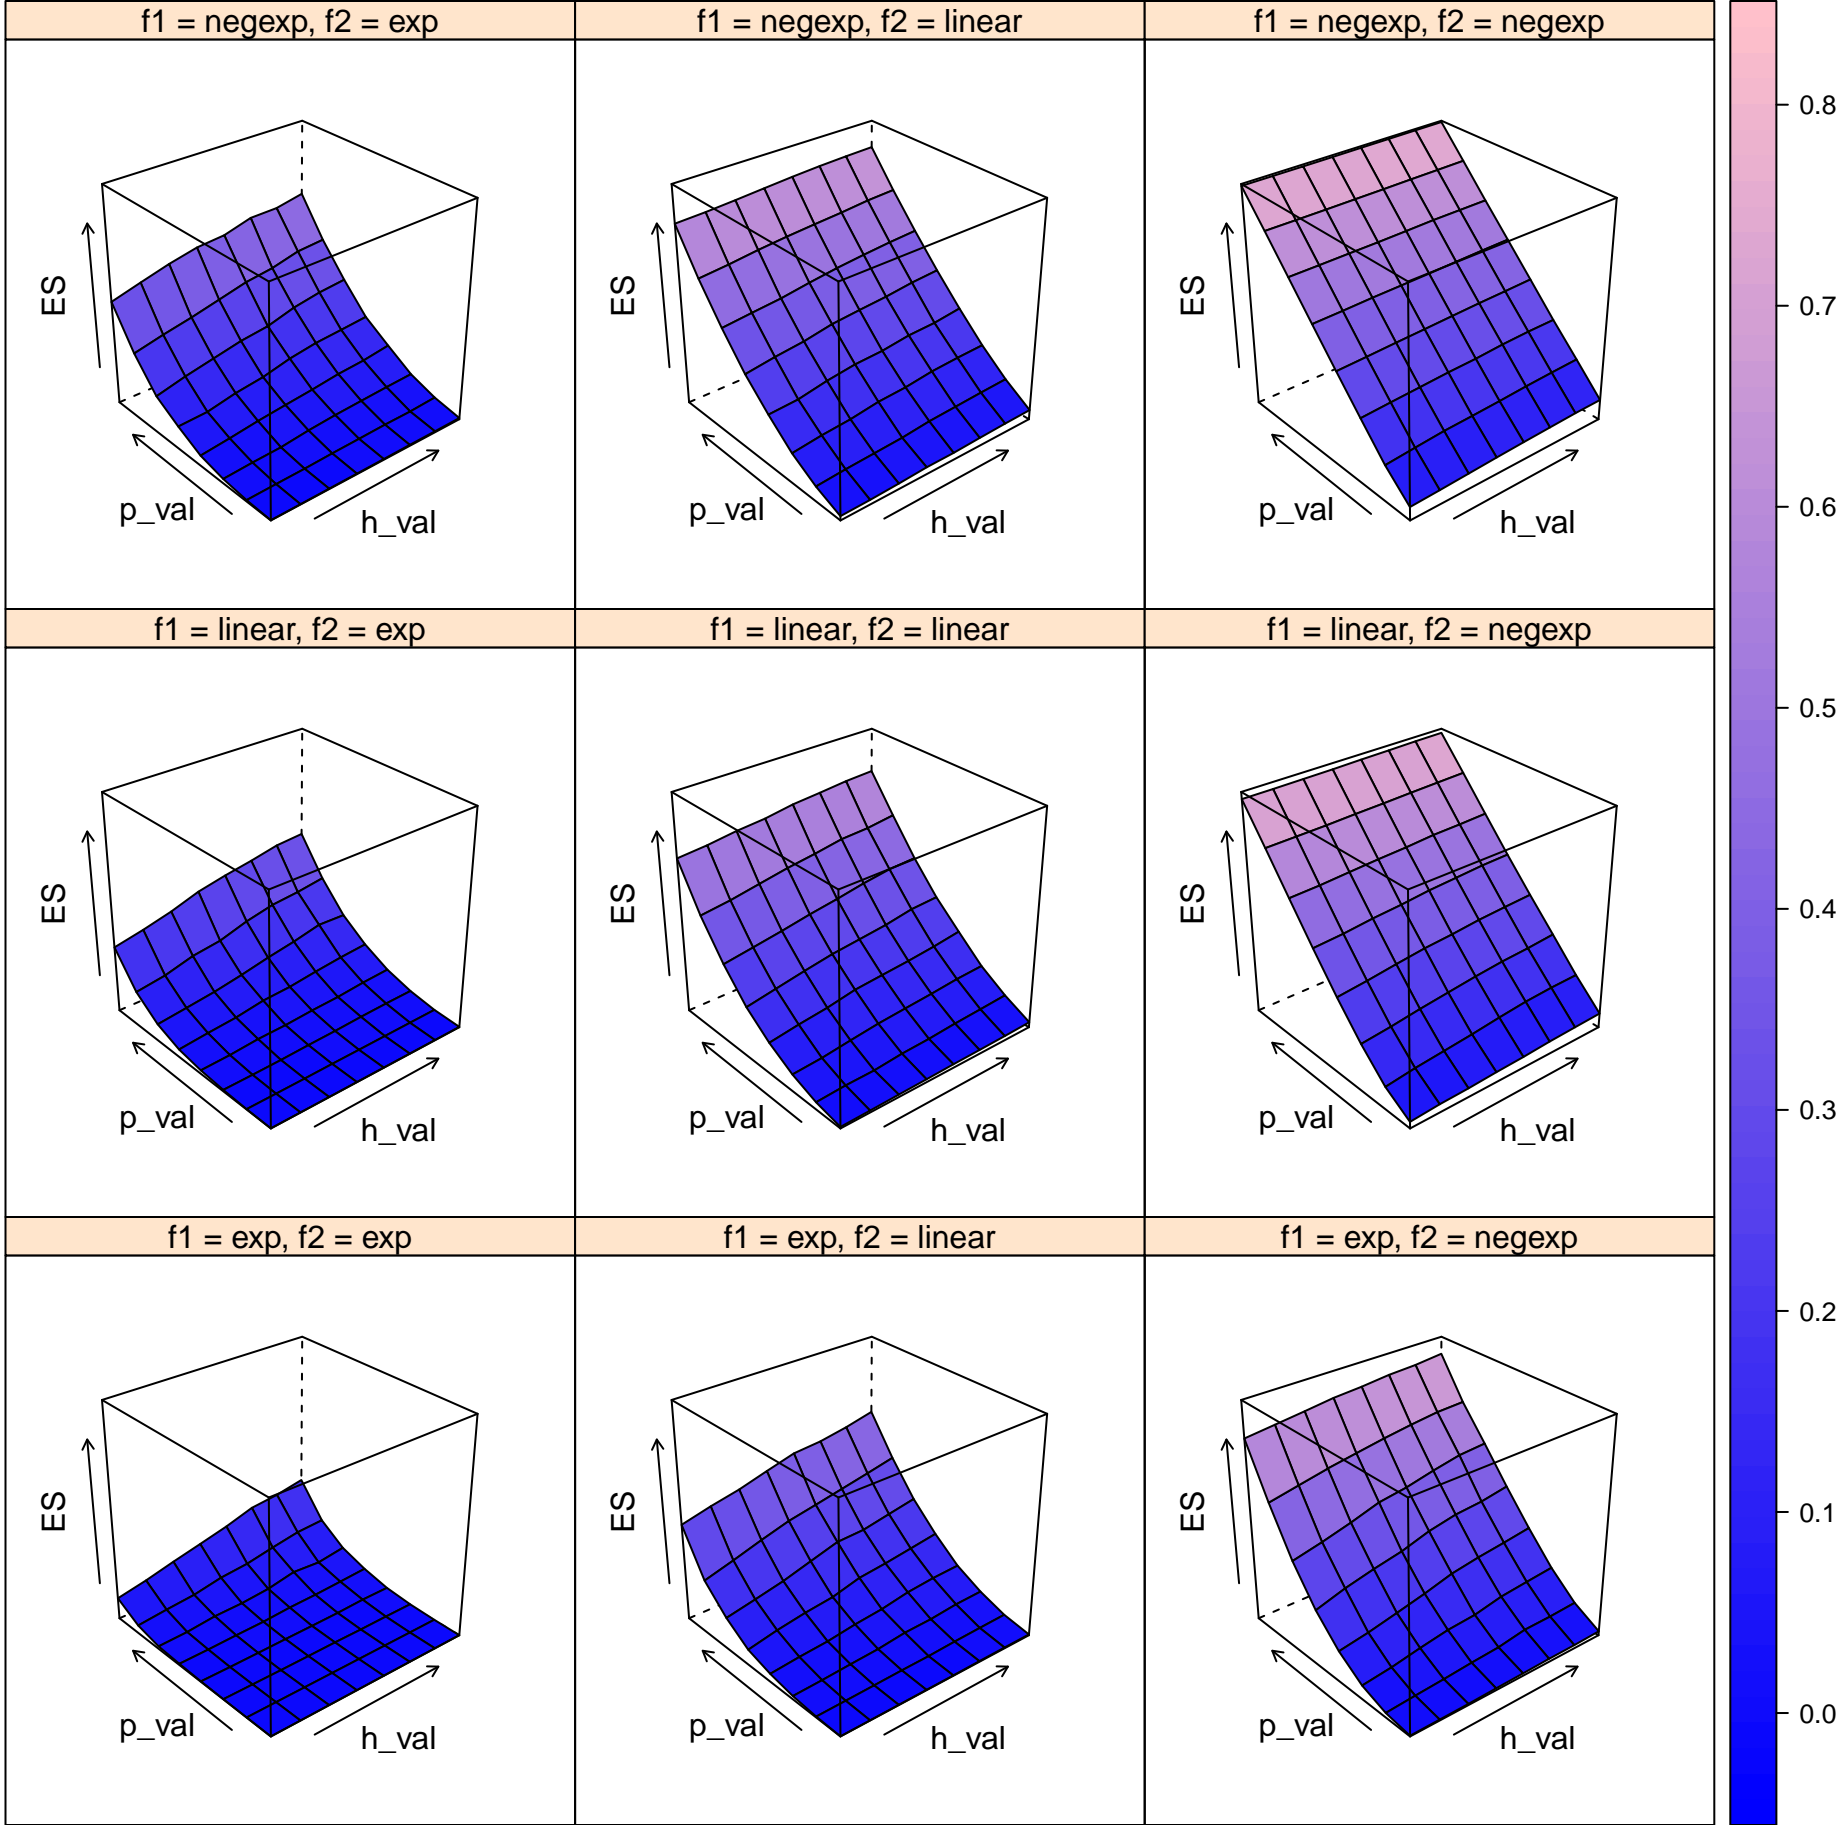 f1 = negexp, f2 = exp
f1 = negexp, f2 = linear
f1 = negexp, f2 = negexp
ES
p_val
h_val
ES
p_val
h_val
ES
p_val
h_val
f1 = linear, f2 = exp
f1 = linear, f2 = linear
f1 = linear, f2 = negexp
ES
p_val
h_val
ES
p_val
h_val
ES
p_val
h_val
f1 = exp, f2 = exp
f1 = exp, f2 = linear
f1 = exp, f2 = negexp
ES
p_val
h_val
ES
p_val
h_val
ES
p_val
h_val
0.8
0.7
0.6
0.5
0.4
0.3
0.2
0.1
0.0